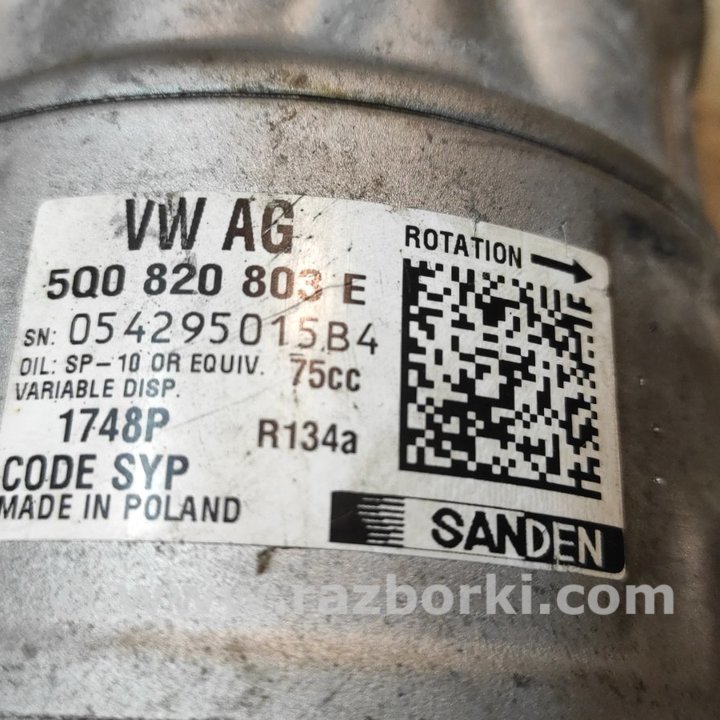 VW AG
ROTATION
5Q0 820 803 E
SN: 054295015B4
OIL: SP-10 OR EQUIV. 75cc
VARIABLE DISP.
1748P R134a
CODE SYP
MADE IN POLAND
SANDEN
www.razborki.com